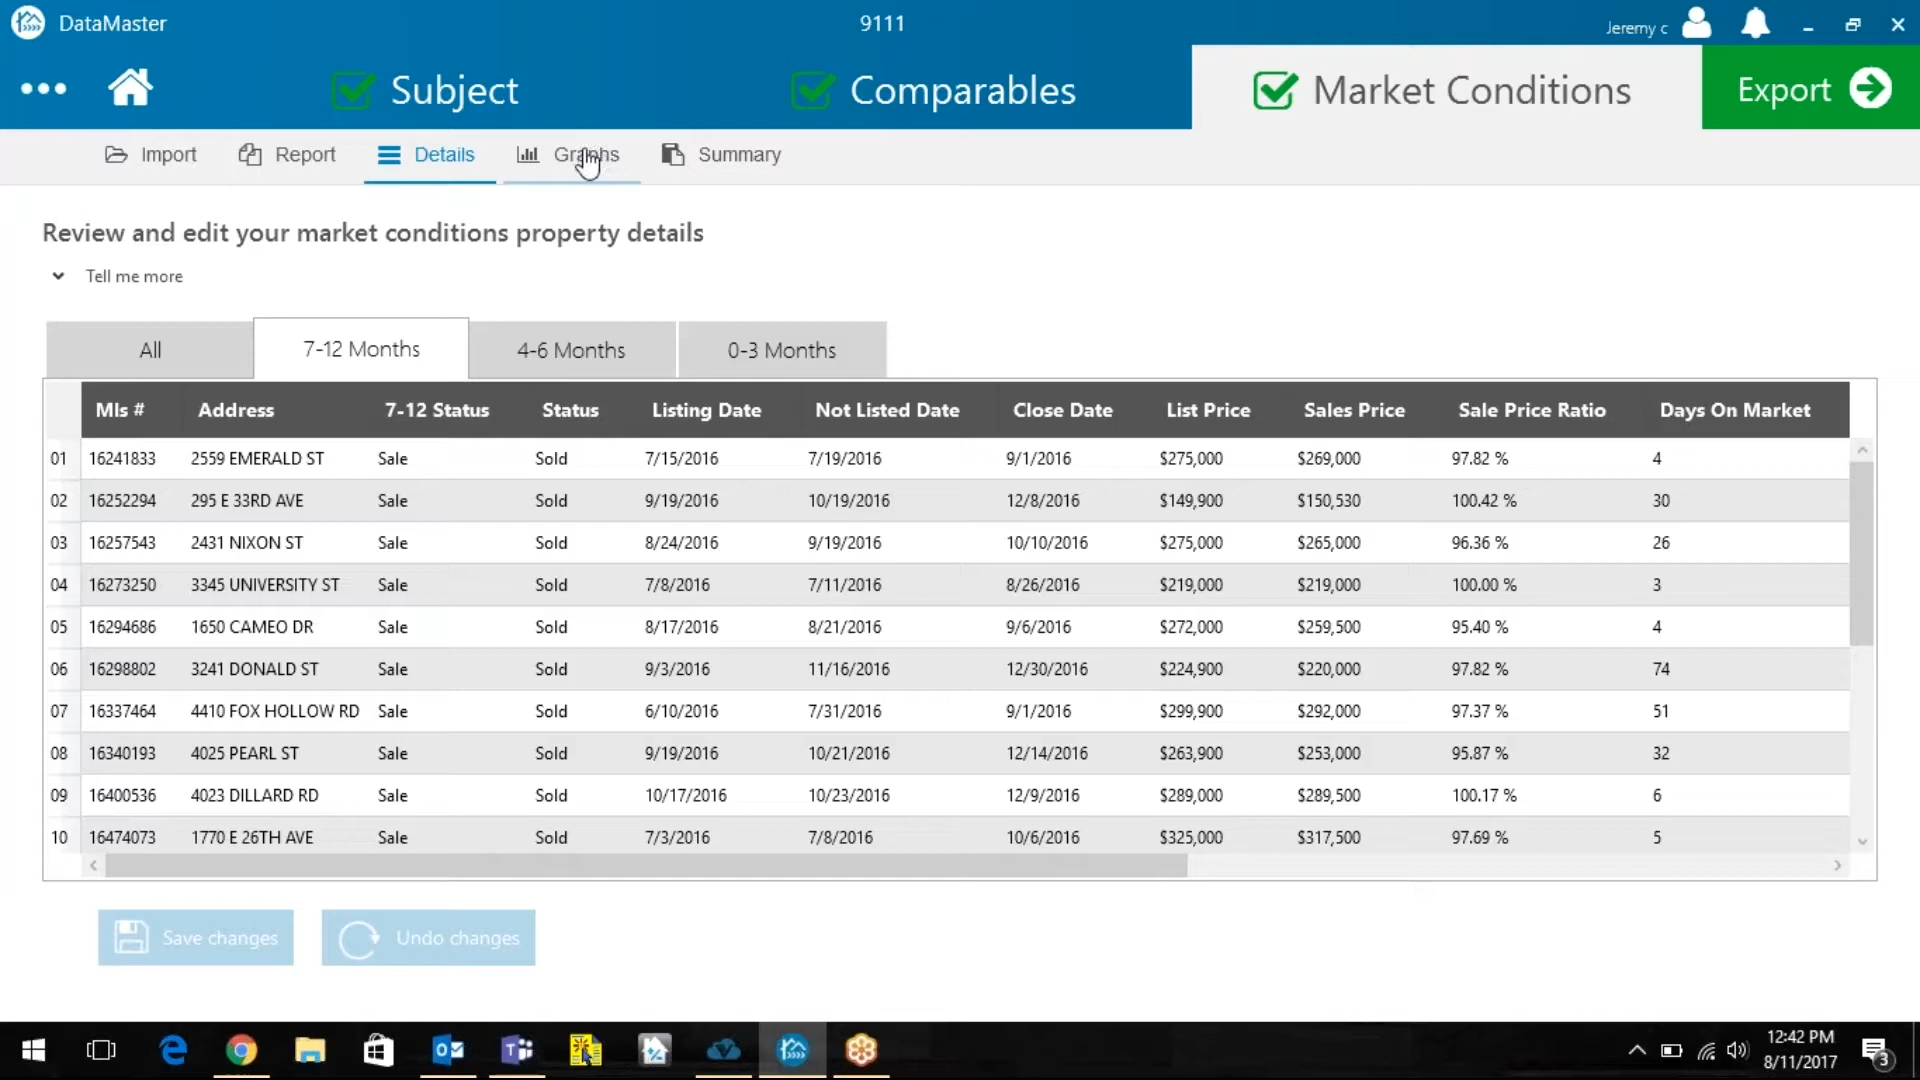 DataMaster 9111 Jeremy c
Subject Comparables Market Conditions Export
Import Report Details Graphs Summary
Review and edit your market conditions property details
Tell me more
All 7-12 Months 4-6 Months 0-3 Months
Mls # Address 7-12 Status Status Listing Date Not Listed Date Close Date List Price Sales Price Sale Price Ratio Days On Market
01 16241833 2559 EMERALD ST Sale Sold 7/15/2016 7/19/2016 9/1/2016 $275,000 $269,000 97.82 % 4
02 16252294 295 E 33RD AVE Sale Sold 9/19/2016 10/19/2016 12/8/2016 $149,900 $150,530 100.42 % 30
03 16257543 2431 NIXON ST Sale Sold 8/24/2016 9/19/2016 10/10/2016 $275,000 $265,000 96.36 % 26
04 16273250 3345 UNIVERSITY ST Sale Sold 7/8/2016 7/11/2016 8/26/2016 $219,000 $219,000 100.00 % 3
05 16294686 1650 CAMEO DR Sale Sold 8/17/2016 8/21/2016 9/6/2016 $272,000 $259,500 95.40 % 4
06 16298802 3241 DONALD ST Sale Sold 9/3/2016 11/16/2016 12/30/2016 $224,900 $220,000 97.82 % 74
07 16337464 4410 FOX HOLLOW RD Sale Sold 6/10/2016 7/31/2016 9/1/2016 $299,900 $292,000 97.37 % 51
08 16340193 4025 PEARL ST Sale Sold 9/19/2016 10/21/2016 12/14/2016 $263,900 $253,000 95.87 % 32
09 16400536 4023 DILLARD RD Sale Sold 10/17/2016 10/23/2016 12/9/2016 $289,000 $289,500 100.17 % 6
10 16474073 1770 E 26TH AVE Sale Sold 7/3/2016 7/8/2016 10/6/2016 $325,000 $317,500 97.69 % 5
Save changes Undo changes
12:42 PM
8/11/2017
3